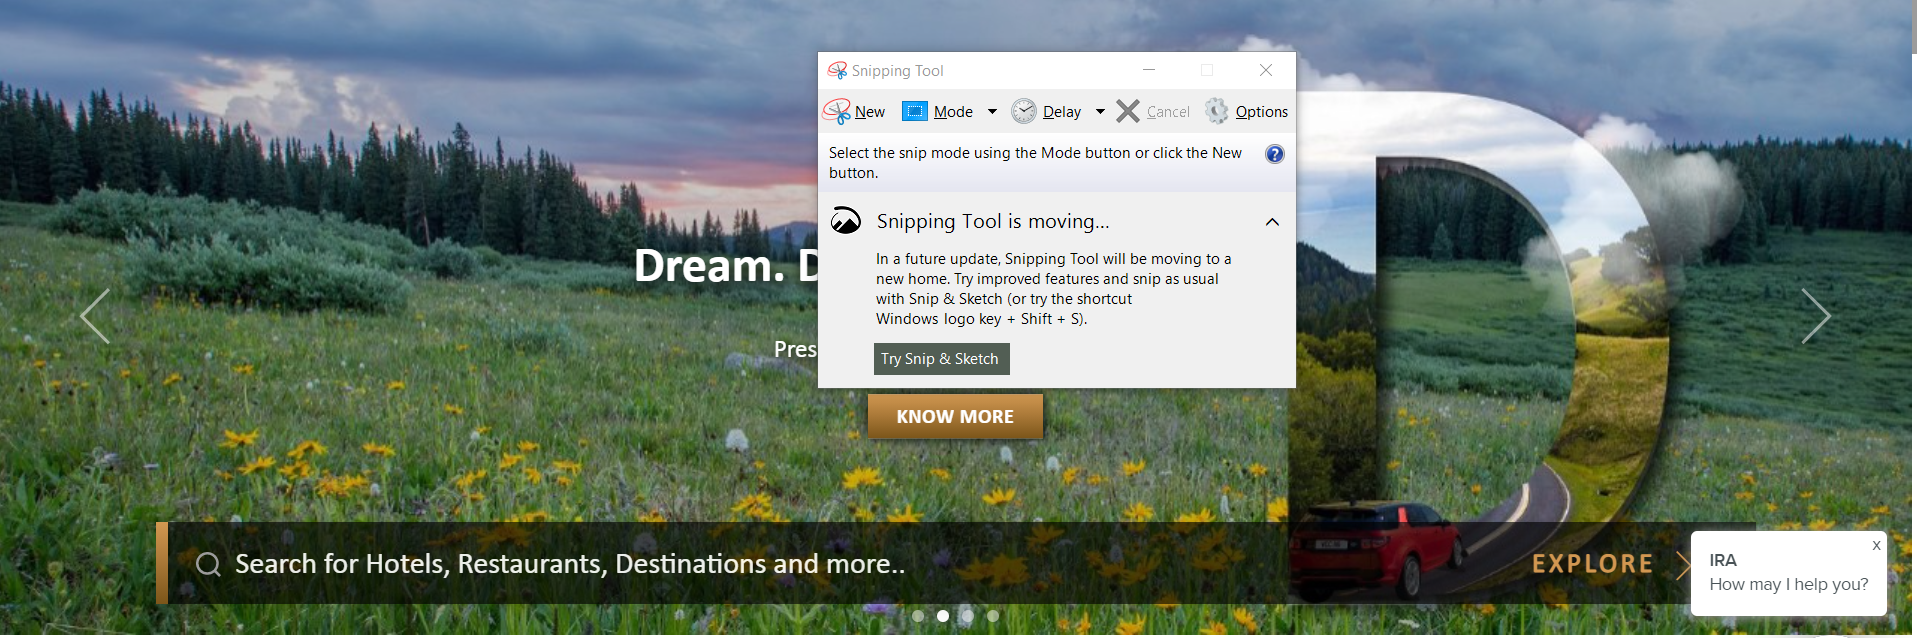 Snipping Tool
New Mode Delay Cancel Options
Select the snip mode using the Mode button or click the New
button.
Snipping Tool is moving...
In a future update, Snipping Tool will be moving to a
new home. Try improved features and snip as usual
with Snip & Sketch (or try the shortcut
Windows logo key + Shift + S).
Try Snip & Sketch
Dream. D
Pres
KNOW MORE
Search for Hotels, Restaurants, Destinations and more..
EXPLORE
x
IRA
How may I help you?